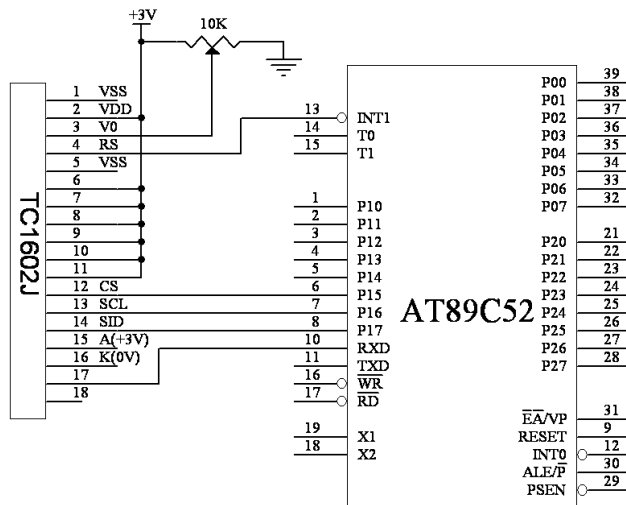 +3V
10K
1 VSS
2 VDD
3 V0
4 RS
5 VSS
6
7
8
9
10
11
12 CS
13 SCL
14 SID
15 A(+3V)
16 K(0V)
17
18
TC1602J
13 INT1
14 T0
15 T1
1 P10
2 P11
3 P12
4 P13
5 P14
6 P15
7 P16
8 P17
10 RXD
11 TXD
16 WR
17 RD
19 X1
18 X2
AT89C52
P00 39
P01 38
P02 37
P03 36
P04 35
P05 34
P06 33
P07 32
P20 21
P21 22
P22 23
P23 24
P24 25
P25 26
P26 27
P27 28
EA/VP 31
RESET 9
INT0 12
ALE/P 30
PSEN 29